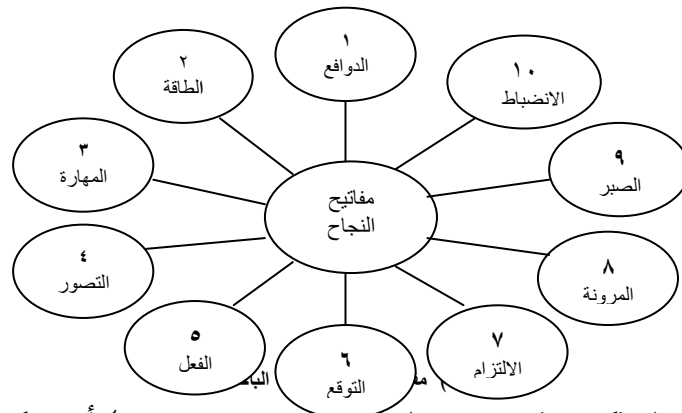 مفاتيح
النجاح
١
الدوافع
٢
الطاقة
٣
المهارة
٤
التصور
٥
الفعل
٦
التوقع
٧
الالتزام
٨
المرونة
٩
الصبر
١٠
الانضباط